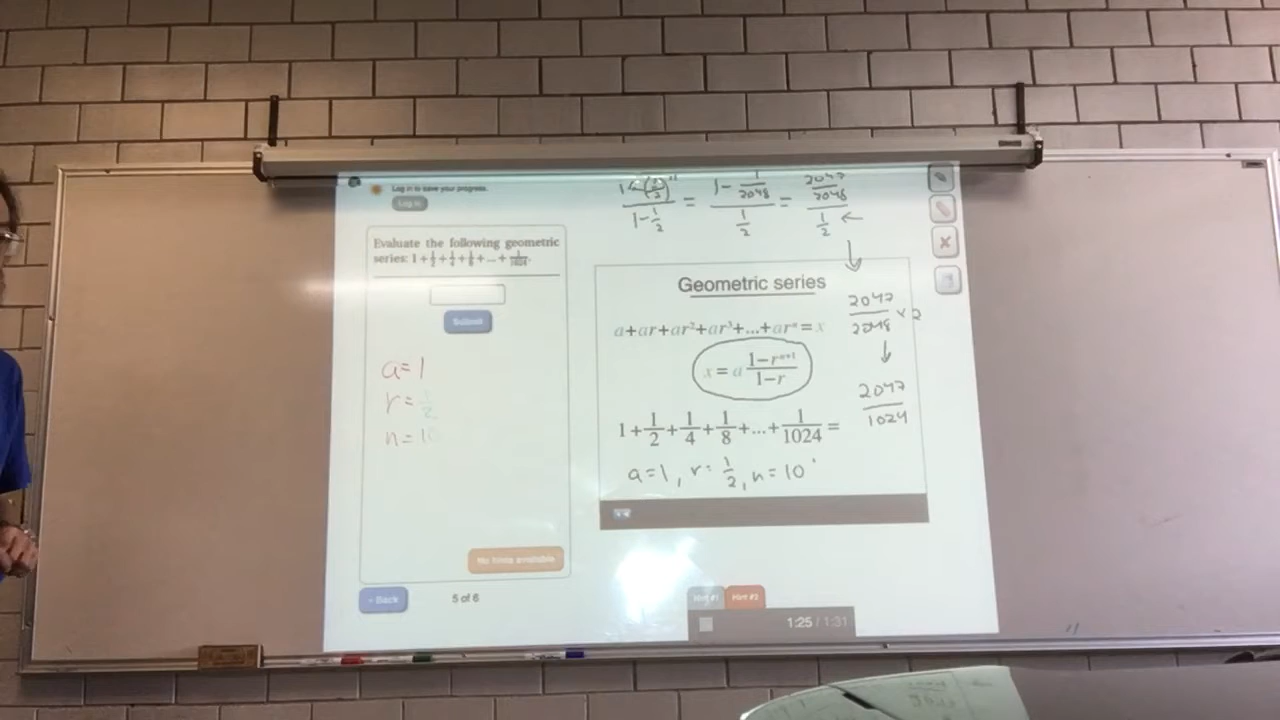 Log in to save your progress.
Log in
Evaluate the following geometric
series: 1 + 1/2 + 1/4 + 1/8 + ... + 1/1024.
Submit
a=1
r=1/2
n=10
No hints available
← Back
5 of 6
(1-(1/2)^11)/(1-1/2) = (1-1/2048)/(1/2) = (2047/2048)/(1/2) ←
↓
2047/2048 × 2
↓
2047/1024
Geometric series
a+ar+ar²+ar³+...+arⁿ=x
x = a (1-rⁿ⁺¹)/(1-r)
1 + 1/2 + 1/4 + 1/8 + ... + 1/1024 =
a=1, r=1/2, n=10
Hint #1
Hint #2
1:25 / 1:31